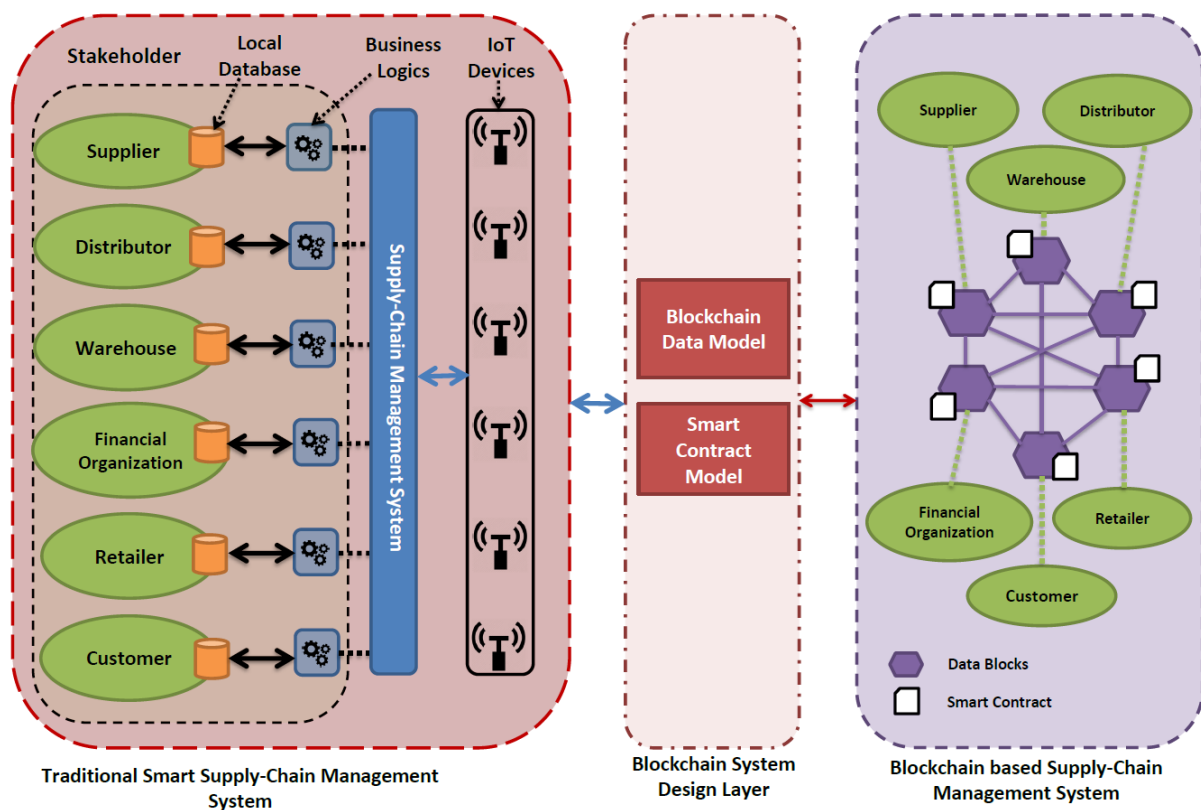 Stakeholder
Local
Database
Business
Logics
IoT
Devices
Supplier
Distributor
Warehouse
Financial
Organization
Retailer
Customer
Supply-Chain Management System
Traditional Smart Supply-Chain Management
System
Blockchain
Data Model
Smart
Contract
Model
Blockchain System
Design Layer
Supplier
Distributor
Warehouse
Financial
Organization
Retailer
Customer
Data Blocks
Smart Contract
Blockchain based Supply-Chain
Management System